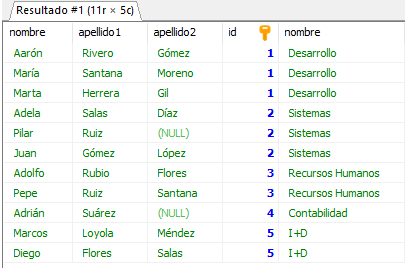 Resultado #1 (11r × 5c)
nombre apellido1 apellido2 id nombre
Aarón Rivero Gómez 1 Desarrollo
María Santana Moreno 1 Desarrollo
Marta Herrera Gil 1 Desarrollo
Adela Salas Díaz 2 Sistemas
Pilar Ruiz (NULL) 2 Sistemas
Juan Gómez López 2 Sistemas
Adolfo Rubio Flores 3 Recursos Humanos
Pepe Ruiz Santana 3 Recursos Humanos
Adrián Suárez (NULL) 4 Contabilidad
Marcos Loyola Méndez 5 I+D
Diego Flores Salas 5 I+D